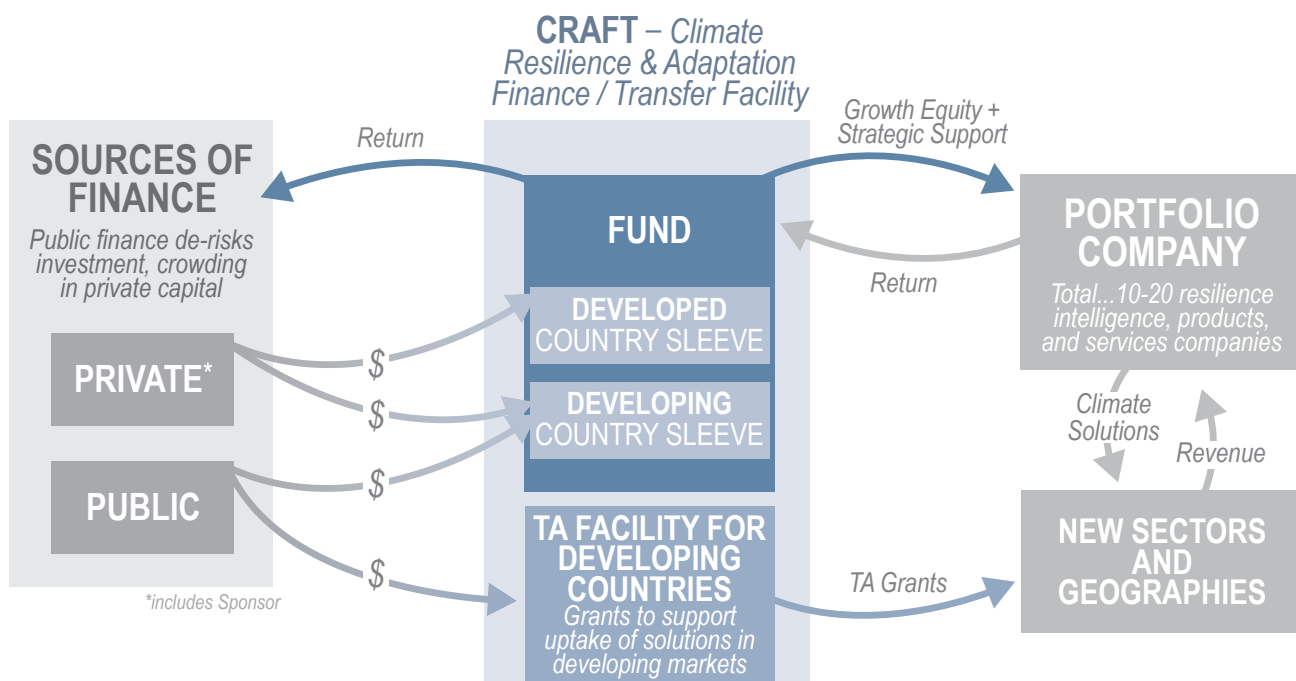 CRAFT – Climate
Resilience & Adaptation
Finance / Transfer Facility
SOURCES OF
FINANCE
Public finance de-risks
investment, crowding
in private capital
PRIVATE*
PUBLIC
*includes Sponsor
Return
$
$
$
$
FUND
DEVELOPED
COUNTRY SLEEVE
DEVELOPING
COUNTRY SLEEVE
TA FACILITY FOR
DEVELOPING
COUNTRIES
Grants to support
uptake of solutions in
developing markets
Growth Equity +
Strategic Support
Return
TA Grants
PORTFOLIO
COMPANY
Total...10-20 resilience
intelligence, products,
and services companies
Climate
Solutions
Revenue
NEW SECTORS
AND
GEOGRAPHIES